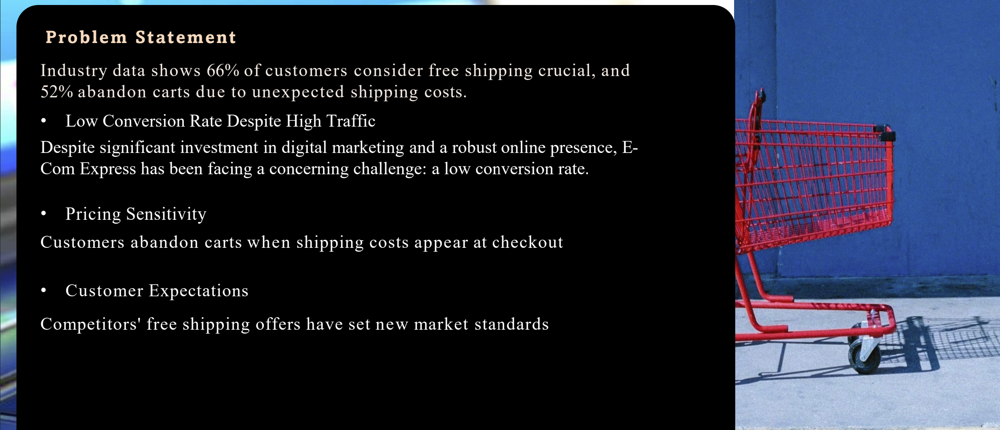 Problem Statement
Industry data shows 66% of customers consider free shipping crucial, and
52% abandon carts due to unexpected shipping costs.
• Low Conversion Rate Despite High Traffic
Despite significant investment in digital marketing and a robust online presence, E-
Com Express has been facing a concerning challenge: a low conversion rate.
• Pricing Sensitivity
Customers abandon carts when shipping costs appear at checkout
• Customer Expectations
Competitors' free shipping offers have set new market standards